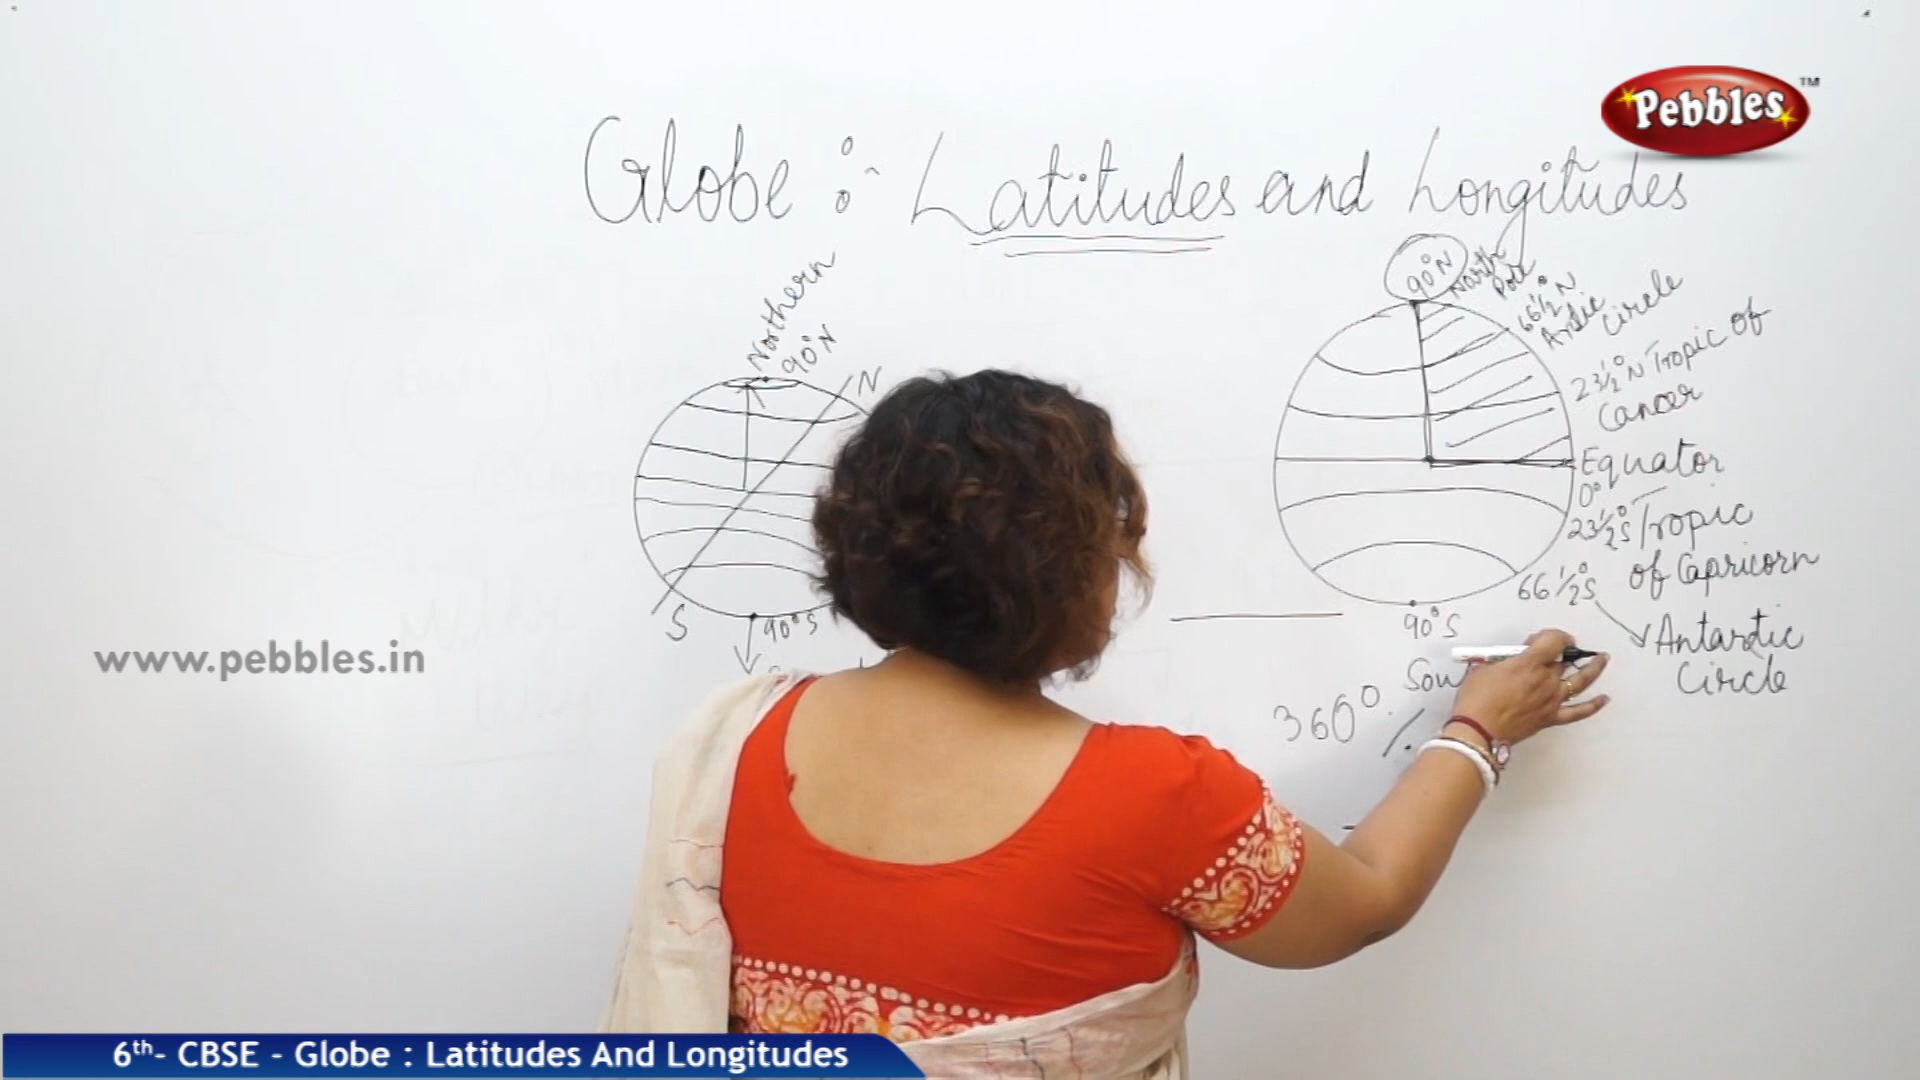 Pebbles™
Globe :- Latitudes and Longitudes
Northern
90°N
N
S
90°S
90°N
North
Pole
66½°N
Arctic
Circle
23½°N Tropic of
Cancer
Equator
0°
23½°S Tropic
of Capricorn
66½°S
Antarctic
Circle
90°S
Sout
360°
www.pebbles.in
6th- CBSE - Globe : Latitudes And Longitudes